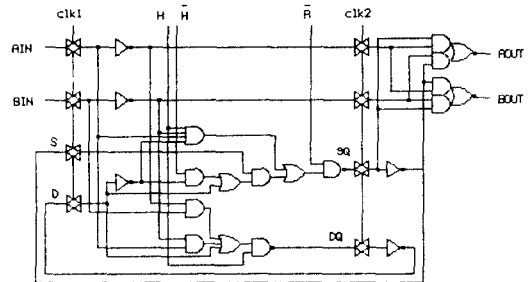 clk1 H H̅ R̅ clk2
AIN
AOUT
BIN
BOUT
S
SQ
D
DQ